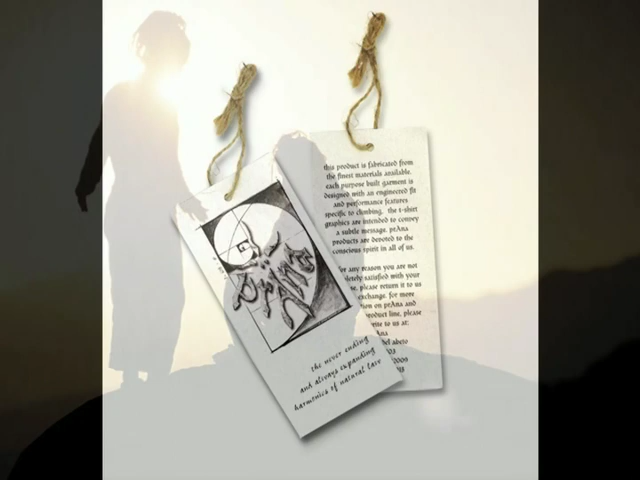 prAna
the never ending
and always expanding
harmonics of natural law
this product is fabricated from
the finest materials available.
each purpose built garment is
designed with an engineered fit
and performance features
specific to climbing. the t-shirt
graphics are intended to convey
a subtle message. prAna
products are devoted to the
conscious spirit in all of us.
any reason you are not
satisfied with your
please return it to us
exchange. for more
on prAna and
product line, please
to us at:
abeto